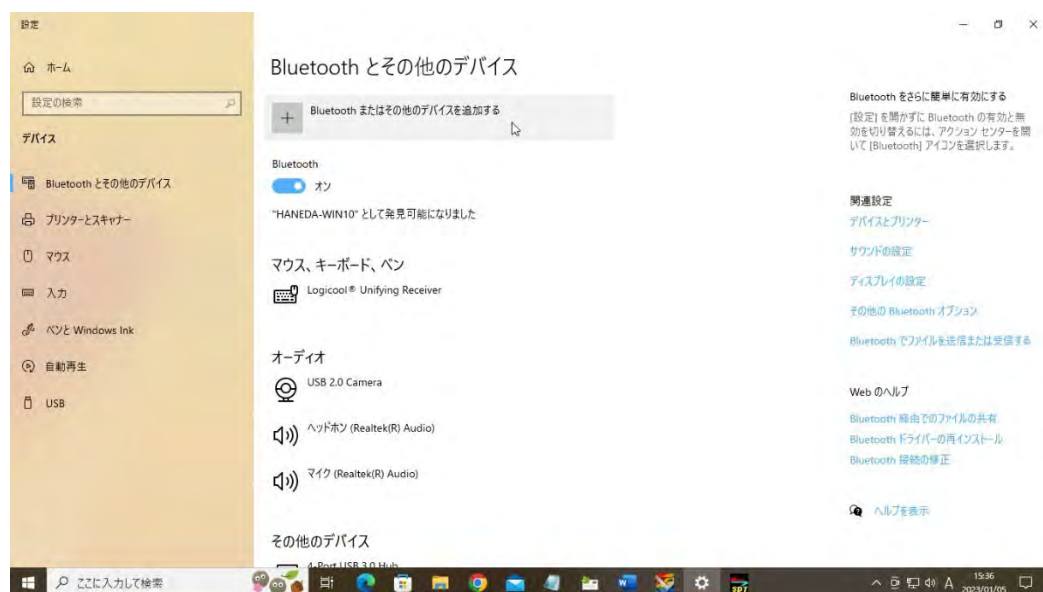 設定
ホーム
設定の検索
デバイス
Bluetooth とその他のデバイス
プリンターとスキャナー
マウス
入力
ペンと Windows Ink
自動再生
USB
Bluetooth とその他のデバイス
Bluetooth またはその他のデバイスを追加する
Bluetooth
オン
"HANEDA-WIN10" として発見可能になりました
マウス、キーボード、ペン
Logicool® Unifying Receiver
オーディオ
USB 2.0 Camera
ヘッドホン (Realtek(R) Audio)
マイク (Realtek(R) Audio)
その他のデバイス
4-Port USB 3.0 Hub
Bluetooth をさらに簡単に有効にする
[設定] を開かずに Bluetooth の有効と無
効を切り替えるには、アクション センターを開
いて [Bluetooth] アイコンを選択します。
関連設定
デバイスとプリンター
サウンドの設定
ディスプレイの設定
その他の Bluetooth オプション
Bluetooth でファイルを送信または受信する
Web のヘルプ
Bluetooth 経由でのファイルの共有
Bluetooth ドライバーの再インストール
Bluetooth 接続の修正
ヘルプを表示
ここに入力して検索
A
15:36
2023/01/05